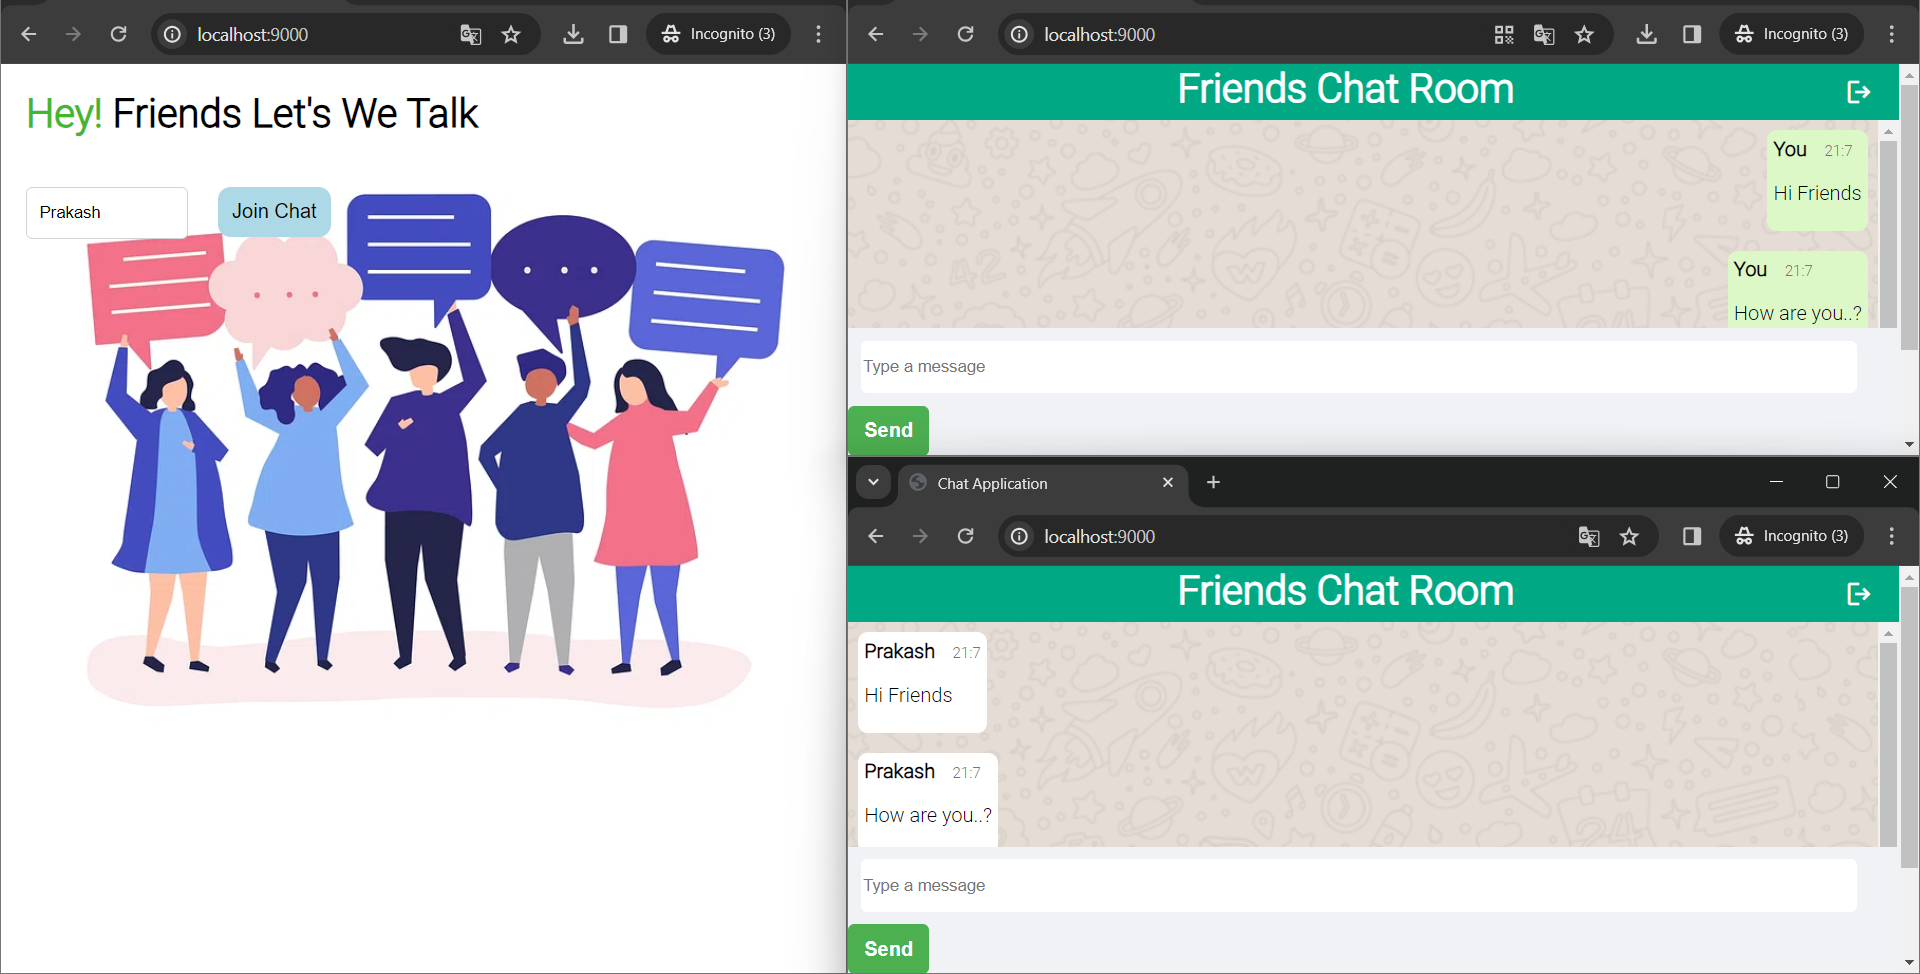 localhost:9000
Incognito (3)
Hey! Friends Let's We Talk
Prakash
Join Chat
localhost:9000
Incognito (3)
Friends Chat Room
You 21:7
Hi Friends
You 21:7
How are you..?
Type a message
Send
Chat Application
localhost:9000
Incognito (3)
Friends Chat Room
Prakash 21:7
Hi Friends
Prakash 21:7
How are you..?
Type a message
Send